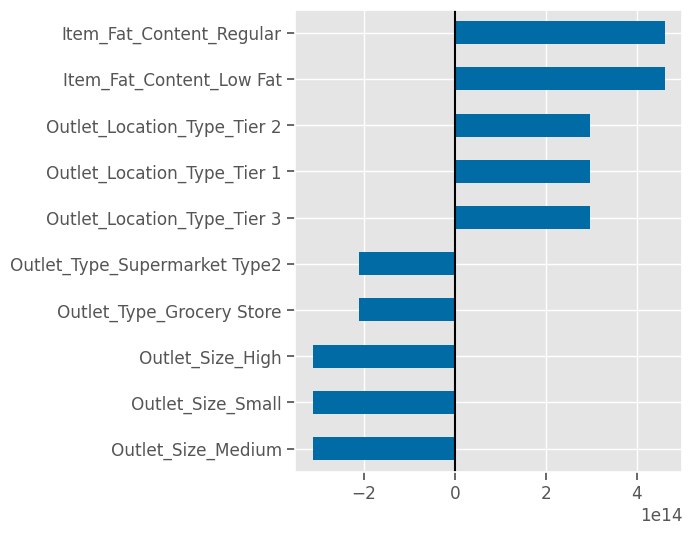 Item_Fat_Content_Regular
Item_Fat_Content_Low Fat
Outlet_Location_Type_Tier 2
Outlet_Location_Type_Tier 1
Outlet_Location_Type_Tier 3
Outlet_Type_Supermarket Type2
Outlet_Type_Grocery Store
Outlet_Size_High
Outlet_Size_Small
Outlet_Size_Medium
−2 0 2 4
1e14